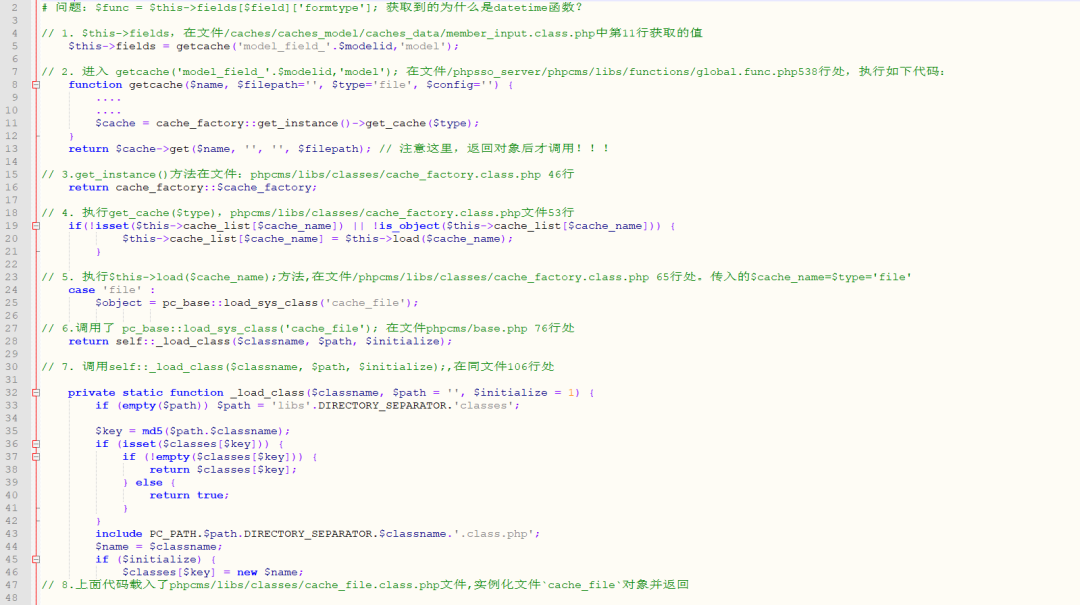 2 # 问题: $func = $this->fields[$field]['formtype']; 获取到的为什么是datetime函数?
3
4 // 1. $this->fields, 在文件/caches/caches_model/caches_data/member_input.class.php中第11行获取的值
5 $this->fields = getcache('model_field_'.$modelid,'model');
6
7 // 2. 进入 getcache('model_field_'.$modelid,'model'); 在文件/phpsso_server/phpcms/libs/functions/global.func.php538行处, 执行如下代码:
8 function getcache($name, $filepath='', $type='file', $config='') {
9 ....
10 ....
11 $cache = cache_factory::get_instance()->get_cache($type);
12 }
13 return $cache->get($name, '', '', $filepath); // 注意这里, 返回对象后才调用!!!
14
15 // 3.get_instance()方法在文件: phpcms/libs/classes/cache_factory.class.php 46行
16 return cache_factory::$cache_factory;
17
18 // 4. 执行get_cache($type), phpcms/libs/classes/cache_factory.class.php文件53行
19 if(!isset($this->cache_list[$cache_name]) || !is_object($this->cache_list[$cache_name])) {
20 $this->cache_list[$cache_name] = $this->load($cache_name);
21 }
22
23 // 5. 执行$this->load($cache_name);方法,在文件/phpcms/libs/classes/cache_factory.class.php 65行处。传入的$cache_name=$type='file'
24 case 'file' :
25 $object = pc_base::load_sys_class('cache_file');
26
27 // 6.调用了 pc_base::load_sys_class('cache_file'); 在文件phpcms/base.php 76行处
28 return self::_load_class($classname, $path, $initialize);
29
30 // 7. 调用self::_load_class($classname, $path, $initialize);,在同文件106行处
31
32 private static function _load_class($classname, $path = '', $initialize = 1) {
33 if (empty($path)) $path = 'libs'.DIRECTORY_SEPARATOR.'classes';
34
35 $key = md5($path.$classname);
36 if (isset($classes[$key])) {
37 if (!empty($classes[$key])) {
38 return $classes[$key];
39 } else {
40 return true;
41 }
42 }
43 include PC_PATH.$path.DIRECTORY_SEPARATOR.$classname.'.class.php';
44 $name = $classname;
45 if ($initialize) {
46 $classes[$key] = new $name;
47 // 8.上面代码载入了phpcms/libs/classes/cache_file.class.php文件,实例化文件`cache_file`对象并返回
48